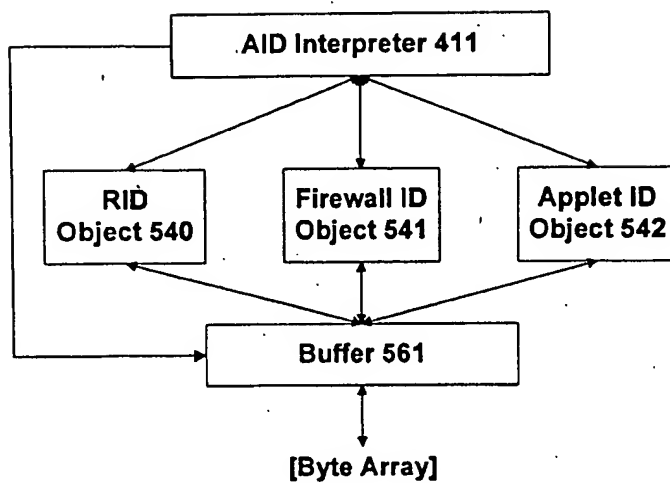 AID Interpreter 411
RID
Object 540
Firewall ID
Object 541
Applet ID
Object 542
Buffer 561
[Byte Array]